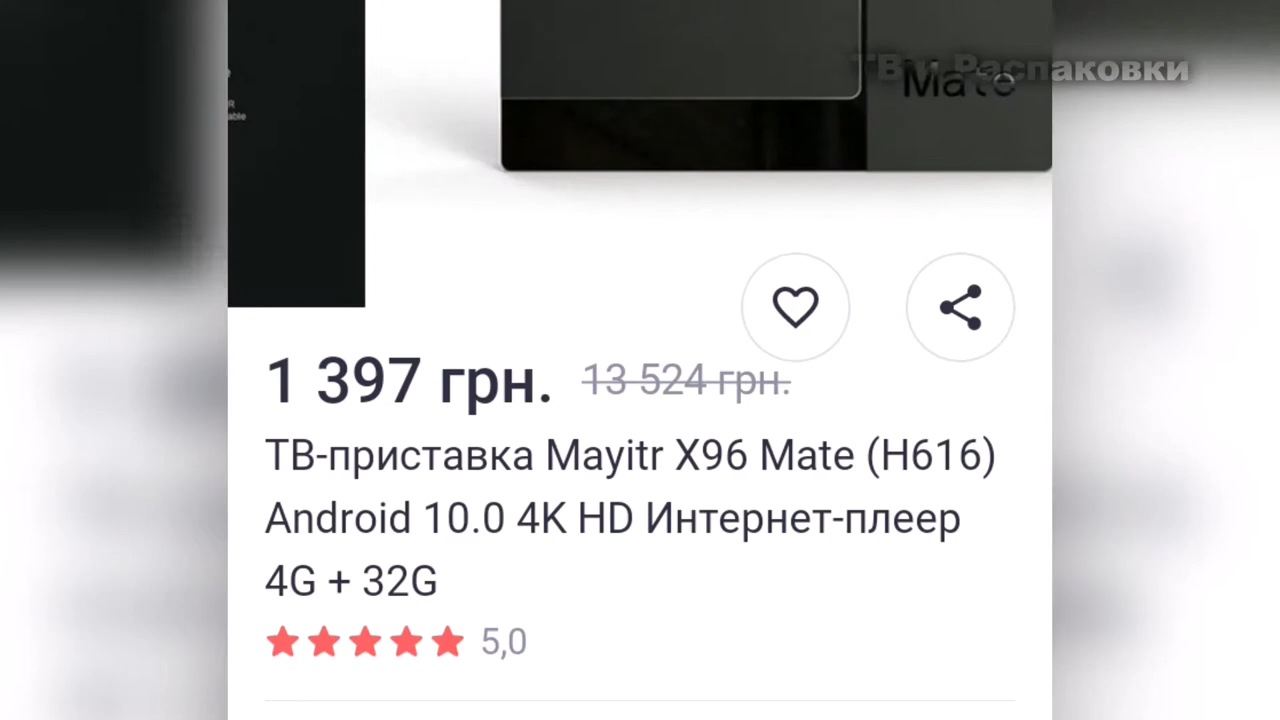 ТВ и Распаковки
Mate
R
able
1 397 грн. 13 524 грн.
ТВ-приставка Mayitr X96 Mate (H616)
Android 10.0 4K HD Интернет-плеер
4G + 32G
5,0